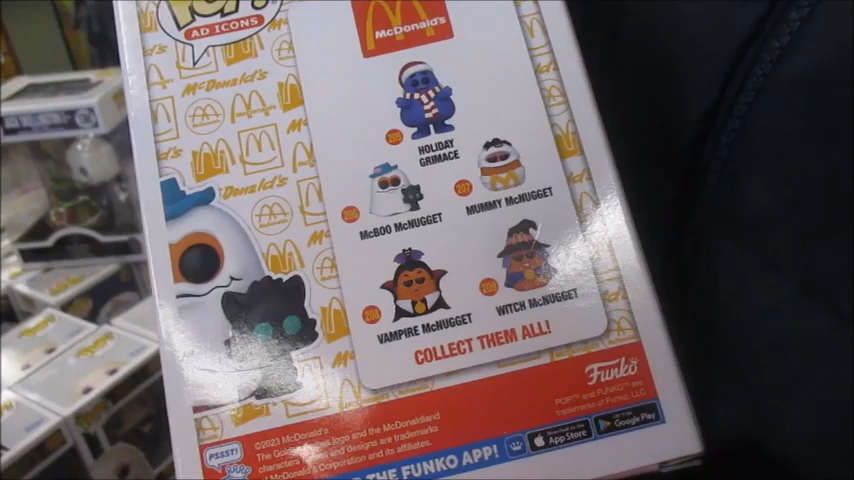 POP!
AD ICONS
McDonald's
McDonald's
205
HOLIDAY
GRIMACE
206
McBOO McNUGGET
207
MUMMY McNUGGET
208
VAMPIRE McNUGGET
209
WITCH McNUGGET
COLLECT THEM ALL!
Funko
POP! and FUNKO™ are
trademarks of Funko, LLC
PSSST!
©2023 McDonald's
The Golden Arches logo and the McDonaldland
characters names and designs are trademarks
of McDonald's Corporation and its affiliates.
THE FUNKO APP!
App Store
Google Play